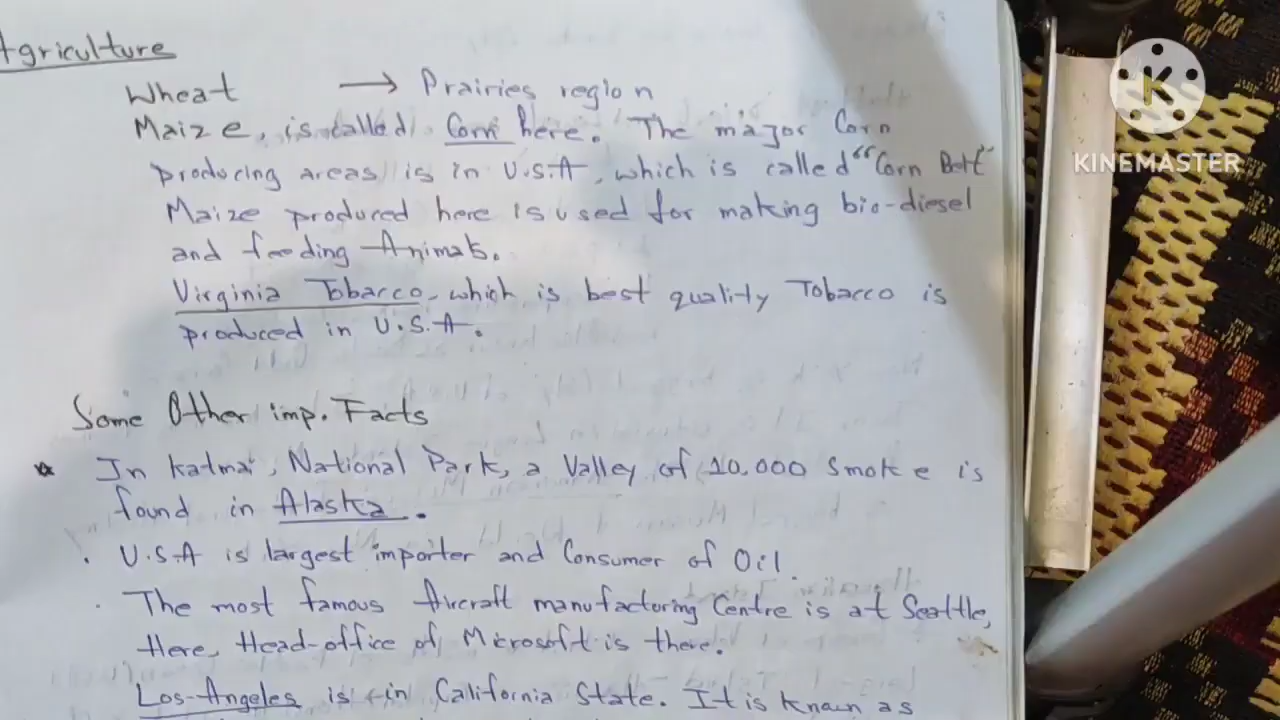 Agriculture
Wheat → Prairies region
Maize, is called Corn here. The major Corn
producing areas is in U.S.A, which is called "Corn Belt"
Maize produced here is used for making bio-diesel
and feeding Animals.
Virginia Tobacco, which is best quality Tobacco is
produced in U.S.A.
Some Other imp. Facts
* In Katmai, National Park, a Valley of 10,000 Smoke is
found in Alaska.
. U.S.A is largest importer and Consumer of Oil.
. The most famous Aircraft manufactoring Centre is at Seattle,
Here, Head-office of Microsoft is there.
Los-Angeles is in California State. It is knain as
KINEMASTER